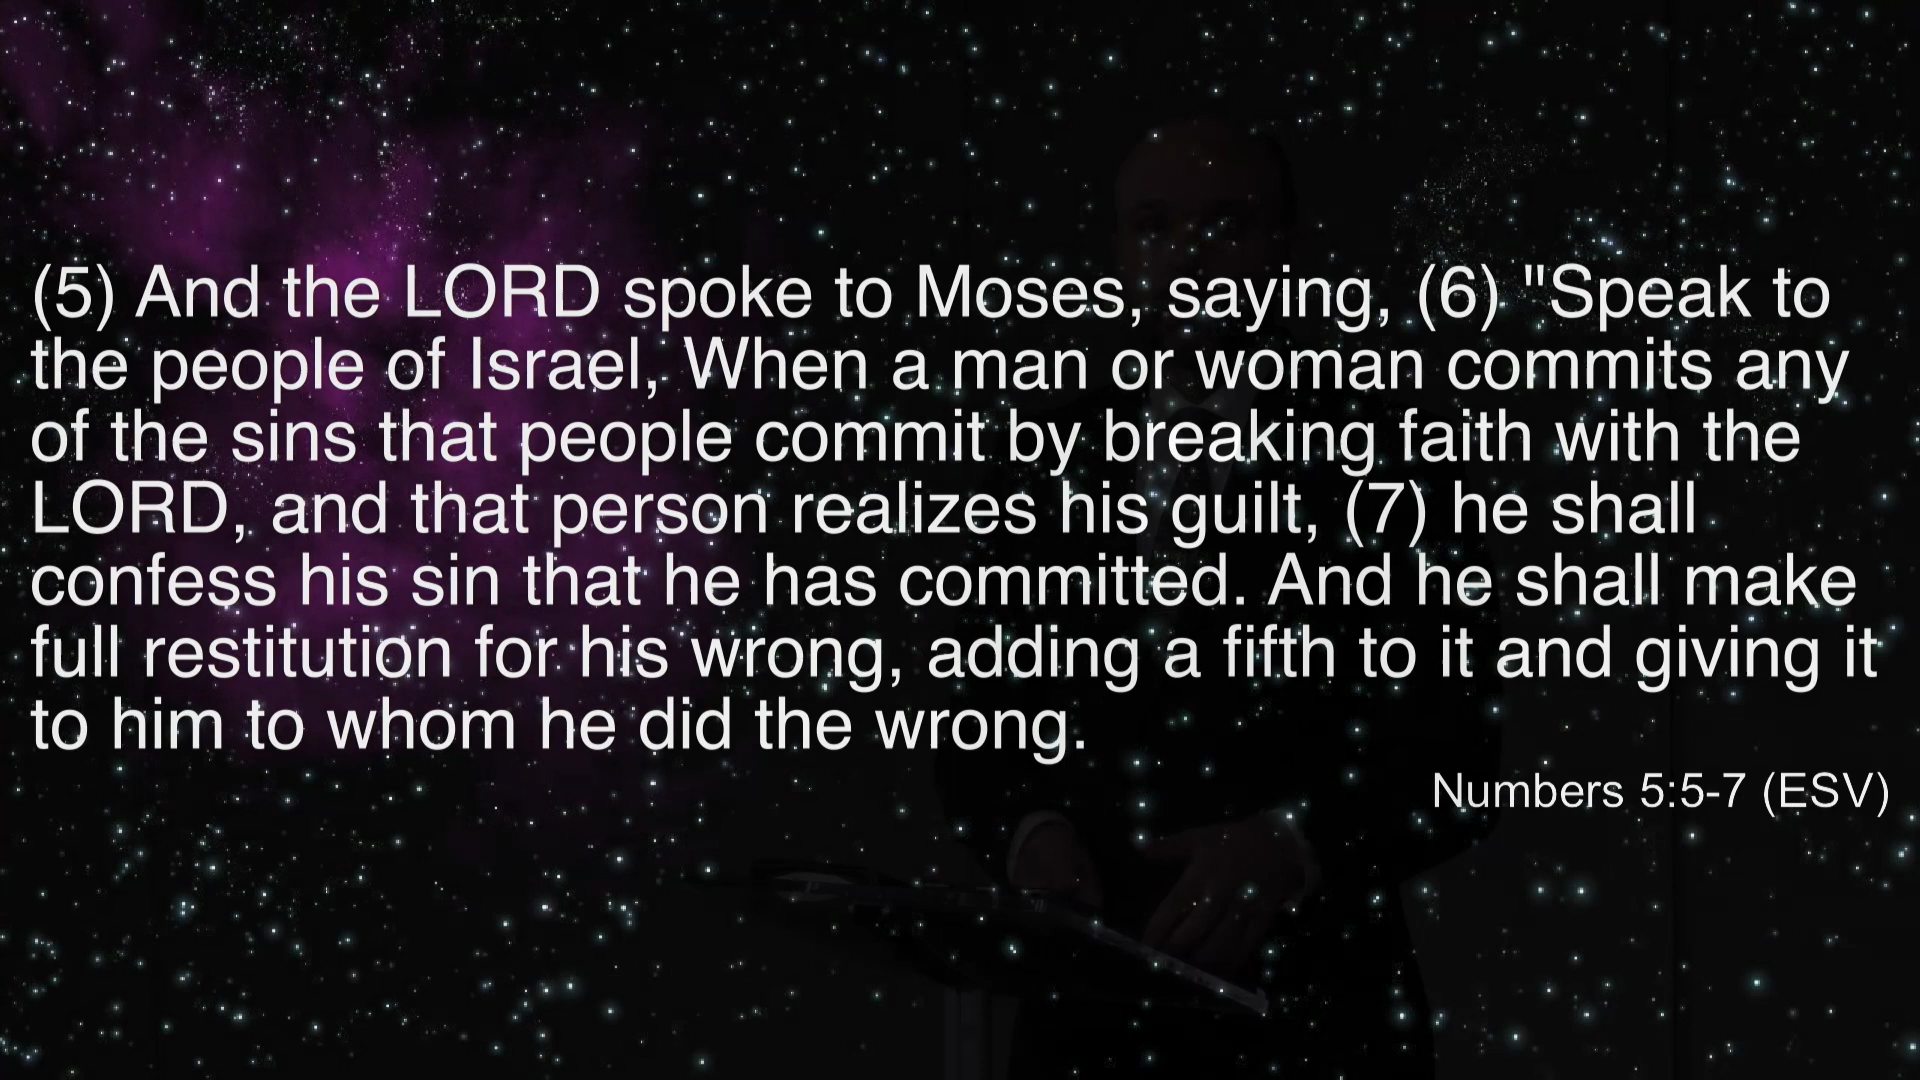 (5) And the LORD spoke to Moses, saying, (6) "Speak to
the people of Israel, When a man or woman commits any
of the sins that people commit by breaking faith with the
LORD, and that person realizes his guilt, (7) he shall
confess his sin that he has committed. And he shall make
full restitution for his wrong, adding a fifth to it and giving it
to him to whom he did the wrong.
Numbers 5:5-7 (ESV)